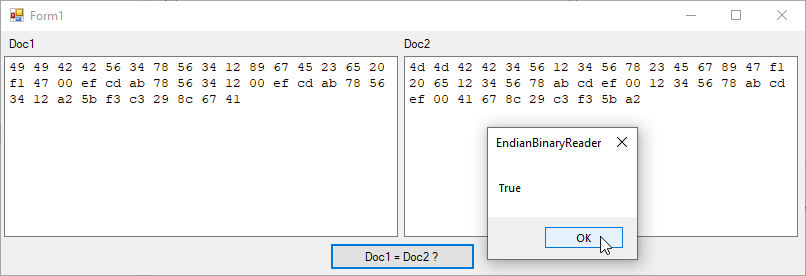 Form1
Doc1
Doc2
49 49 42 42 56 34 78 56 34 12 89 67 45 23 65 20
f1 47 00 ef cd ab 78 56 34 12 00 ef cd ab 78 56
34 12 a2 5b f3 c3 29 8c 67 41
4d 4d 42 42 34 56 12 34 56 78 23 45 67 89 47 f1
20 65 12 34 56 78 ab cd ef 00 12 34 56 78 ab cd
ef 00 41 67 8c 29 c3 f3 5b a2
EndianBinaryReader
True
OK
Doc1 = Doc2 ?